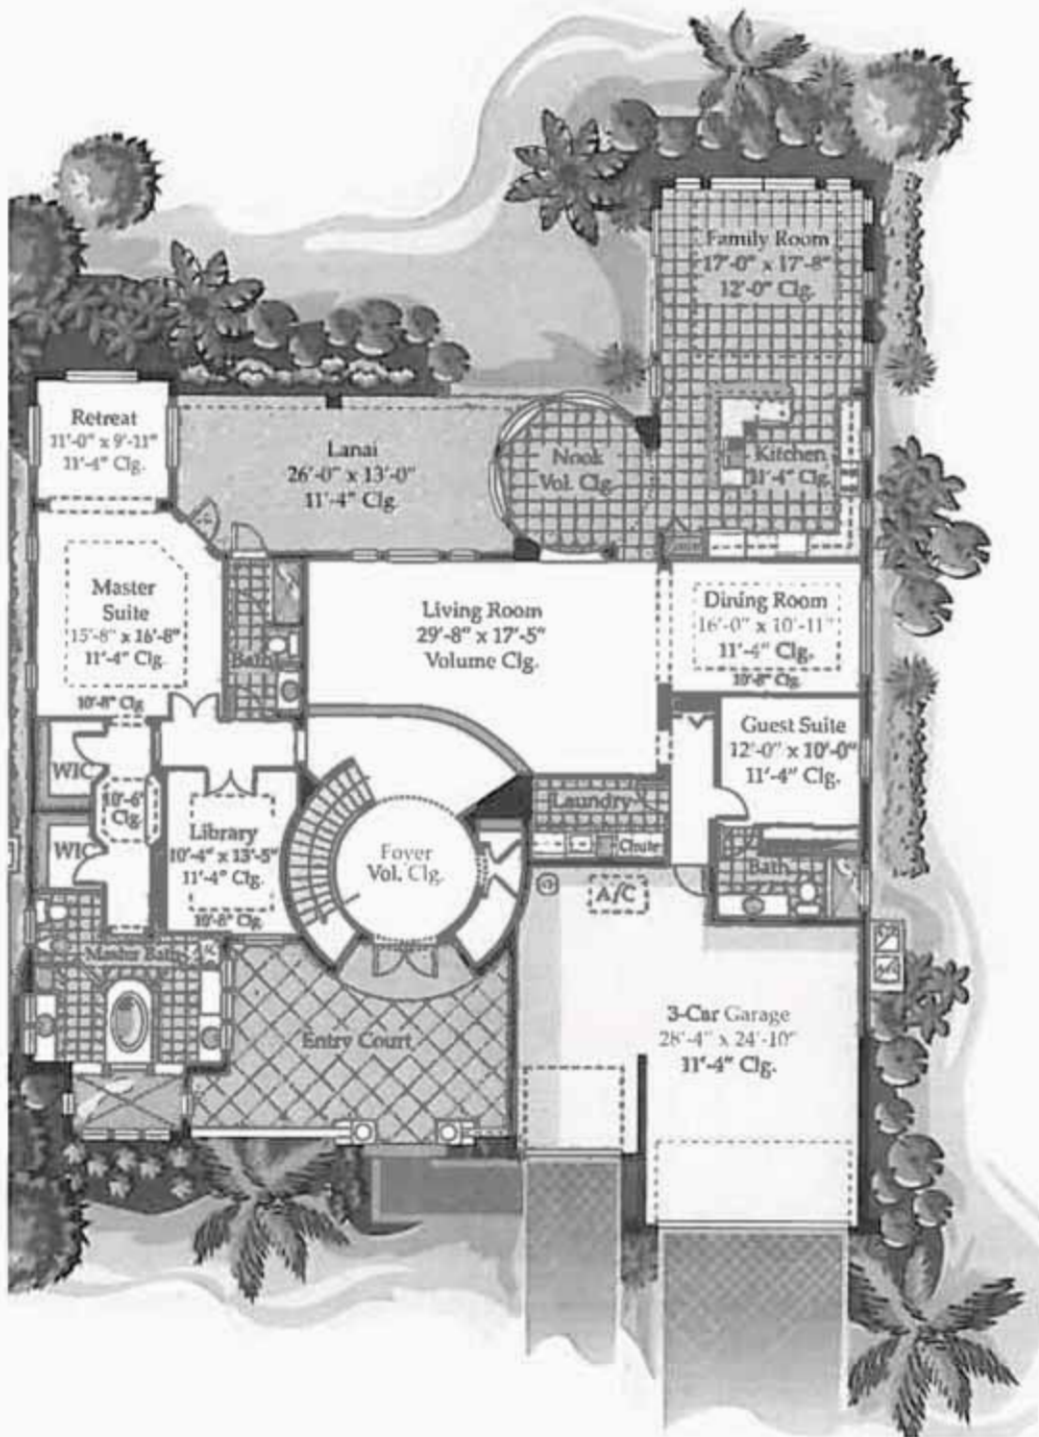 Family Room
17'-0" x 17'-8"
12'-0" Clg.
Retreat
11'-0" x 9'-11"
11'-4" Clg.
Lanai
26'-0" x 13'-0"
11'-4" Clg.
Nook
Vol. Clg.
Kitchen
11'-4" Clg.
Master
Suite
15'-8" x 16'-8"
11'-4" Clg.
10'-8" Clg.
Bath
Living Room
29'-8" x 17'-5"
Volume Clg.
Dining Room
16'-0" x 10'-11"
11'-4" Clg.
10'-8" Clg.
Guest Suite
12'-0" x 10'-0"
11'-4" Clg.
WIC
10'-6"
Clg.
WIC
Library
10'-4" x 13'-5"
11'-4" Clg.
10'-8" Clg.
Foyer
Vol. Clg.
Laundry
Chute
Bath
A/C
Master Bath
Entry Court
3-Car Garage
28'-4" x 24'-10"
11'-4" Clg.